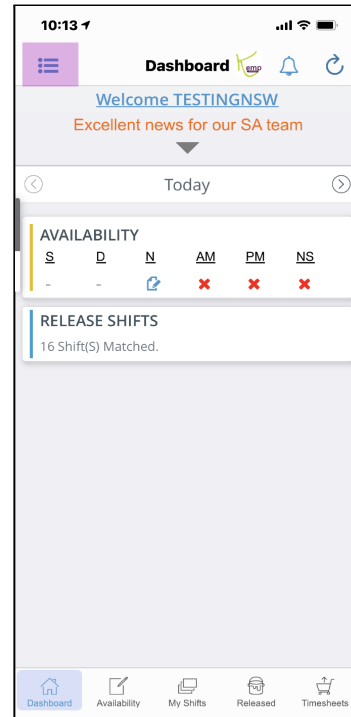 10:13
Dashboard Kemp
Welcome TESTINGNSW
Excellent news for our SA team
Today
AVAILABILITY
S D N AM PM NS
- -
RELEASE SHIFTS
16 Shift(S) Matched.
Dashboard Availability My Shifts Released Timesheets